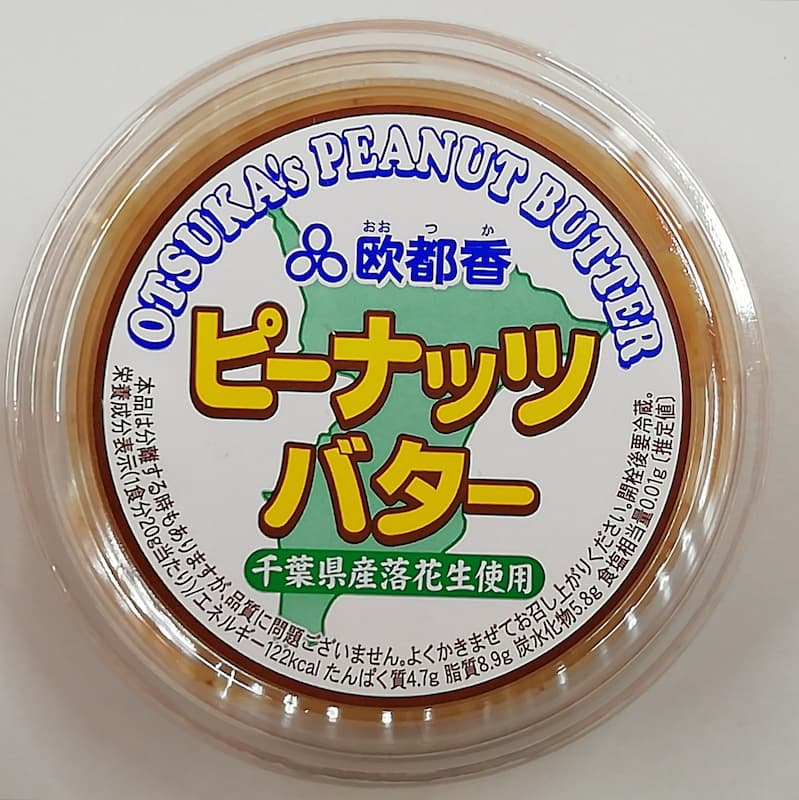 OTSUKA's PEANUT BUTTER
おおつか
欧都香
ピーナッツ
バター
千葉県産落花生使用
本品は分離する時もありますが、品質に問題ございません。よくかきまぜてお召し上がりください。開栓後要冷蔵。
栄養成分表示(1食分20g当たり)/エネルギー122kcal たんぱく質4.7g 脂質8.9g 炭水化物5.8g 食塩相当量0.01g (推定値)